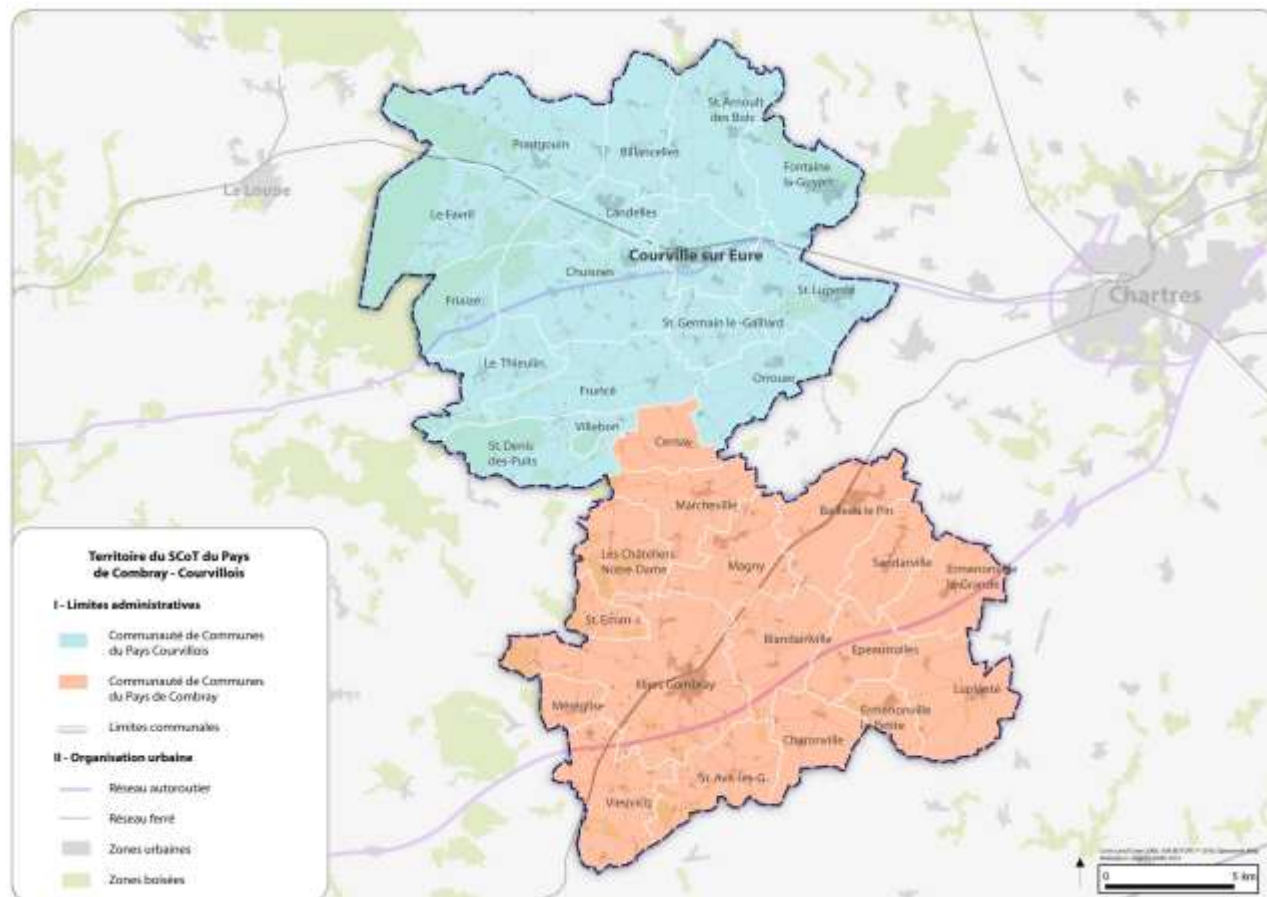 St. Arnoult
des Bois
Pontgouin
Billancelles
Fontaine
la-Guyon
La Loupe
Le Favril
Landelles
Courville sur Eure
Chuisnes
St. Luperce
Chartres
Friaize
St. Germain le -Galliard
Le Thieulin
Orrouer
Fruncé
Villebon
St. Denis
des-Puits
Cernay
Marcheville
Bailleau le Pin
Les Châtelliers
Notre-Dame
Magny
Sandarville
Ermenonville
la-Grande
St. Eman
Blandainville
Epeautrolles
Illiers Combray
Luplanté
Méréglise
Ermenonville
la-Petite
Charonville
St. Avit-les-G.
Vieuvicq
Territoire du SCoT du Pays
de Combray - Courvillois
I - Limites administratives
Communauté de Communes
du Pays Courvillois
Communauté de Communes
du Pays de Combray
Limites communales
II - Organisation urbaine
Réseau autoroutier
Réseau ferré
Zones urbaines
Zones boisées
0 5 km